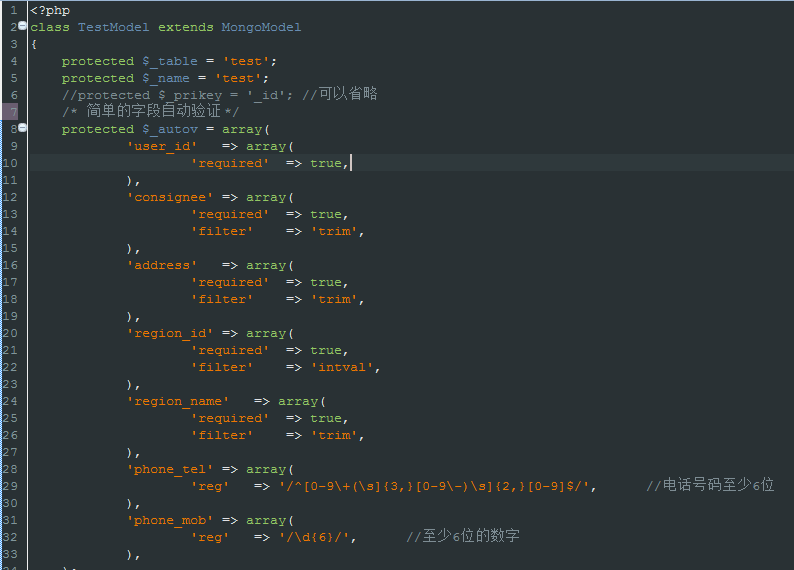 1 <?php
2 class TestModel extends MongoModel
3 {
4 protected $_table = 'test';
5 protected $_name = 'test';
6 //protected $_prikey = '_id'; //可以省略
7 /* 简单的字段自动验证 */
8 protected $_autov = array(
9 'user_id' => array(
10 'required' => true,
11 ),
12 'consignee' => array(
13 'required' => true,
14 'filter' => 'trim',
15 ),
16 'address' => array(
17 'required' => true,
18 'filter' => 'trim',
19 ),
20 'region_id' => array(
21 'required' => true,
22 'filter' => 'intval',
23 ),
24 'region_name' => array(
25 'required' => true,
26 'filter' => 'trim',
27 ),
28 'phone_tel' => array(
29 'reg' => '/^[0-9\+(\s]{3,}[0-9\-)\s]{2,}[0-9]$/', //电话号码至少6位
30 ),
31 'phone_mob' => array(
32 'reg' => '/\d{6}/', //至少6位的数字
33 ),